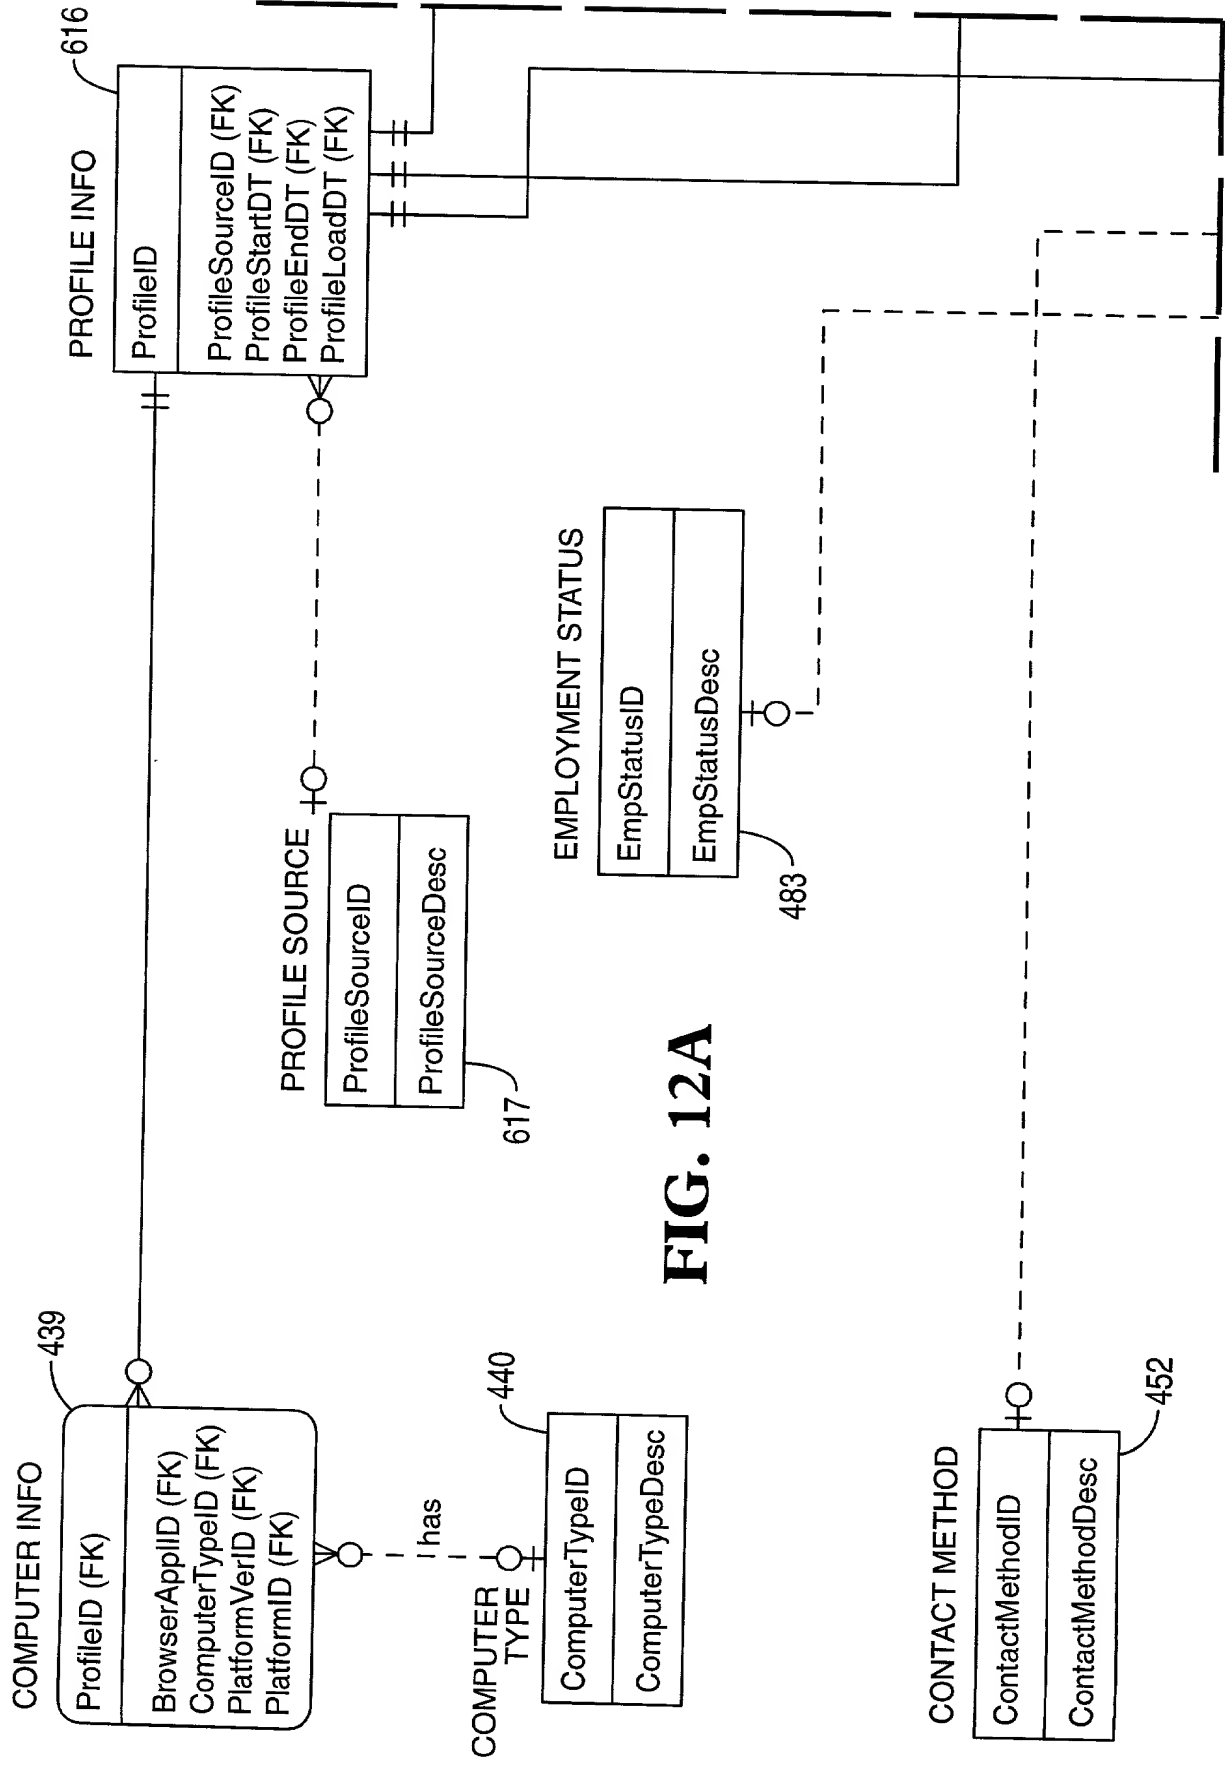 COMPUTER INFO
439
ProfileID (FK)
BrowserApplID (FK)
ComputerTypeID (FK)
PlatformVerID (FK)
PlatformID (FK)
has
COMPUTER
TYPE
440
ComputerTypeID
ComputerTypeDesc
CONTACT METHOD
ContactMethodID
ContactMethodDesc
452
PROFILE SOURCE
ProfileSourceID
ProfileSourceDesc
617
FIG. 12A
EMPLOYMENT STATUS
EmpStatusID
EmpStatusDesc
483
PROFILE INFO
616
ProfileID
ProfileSourceID (FK)
ProfileStartDT (FK)
ProfileEndDT (FK)
ProfileLoadDT (FK)